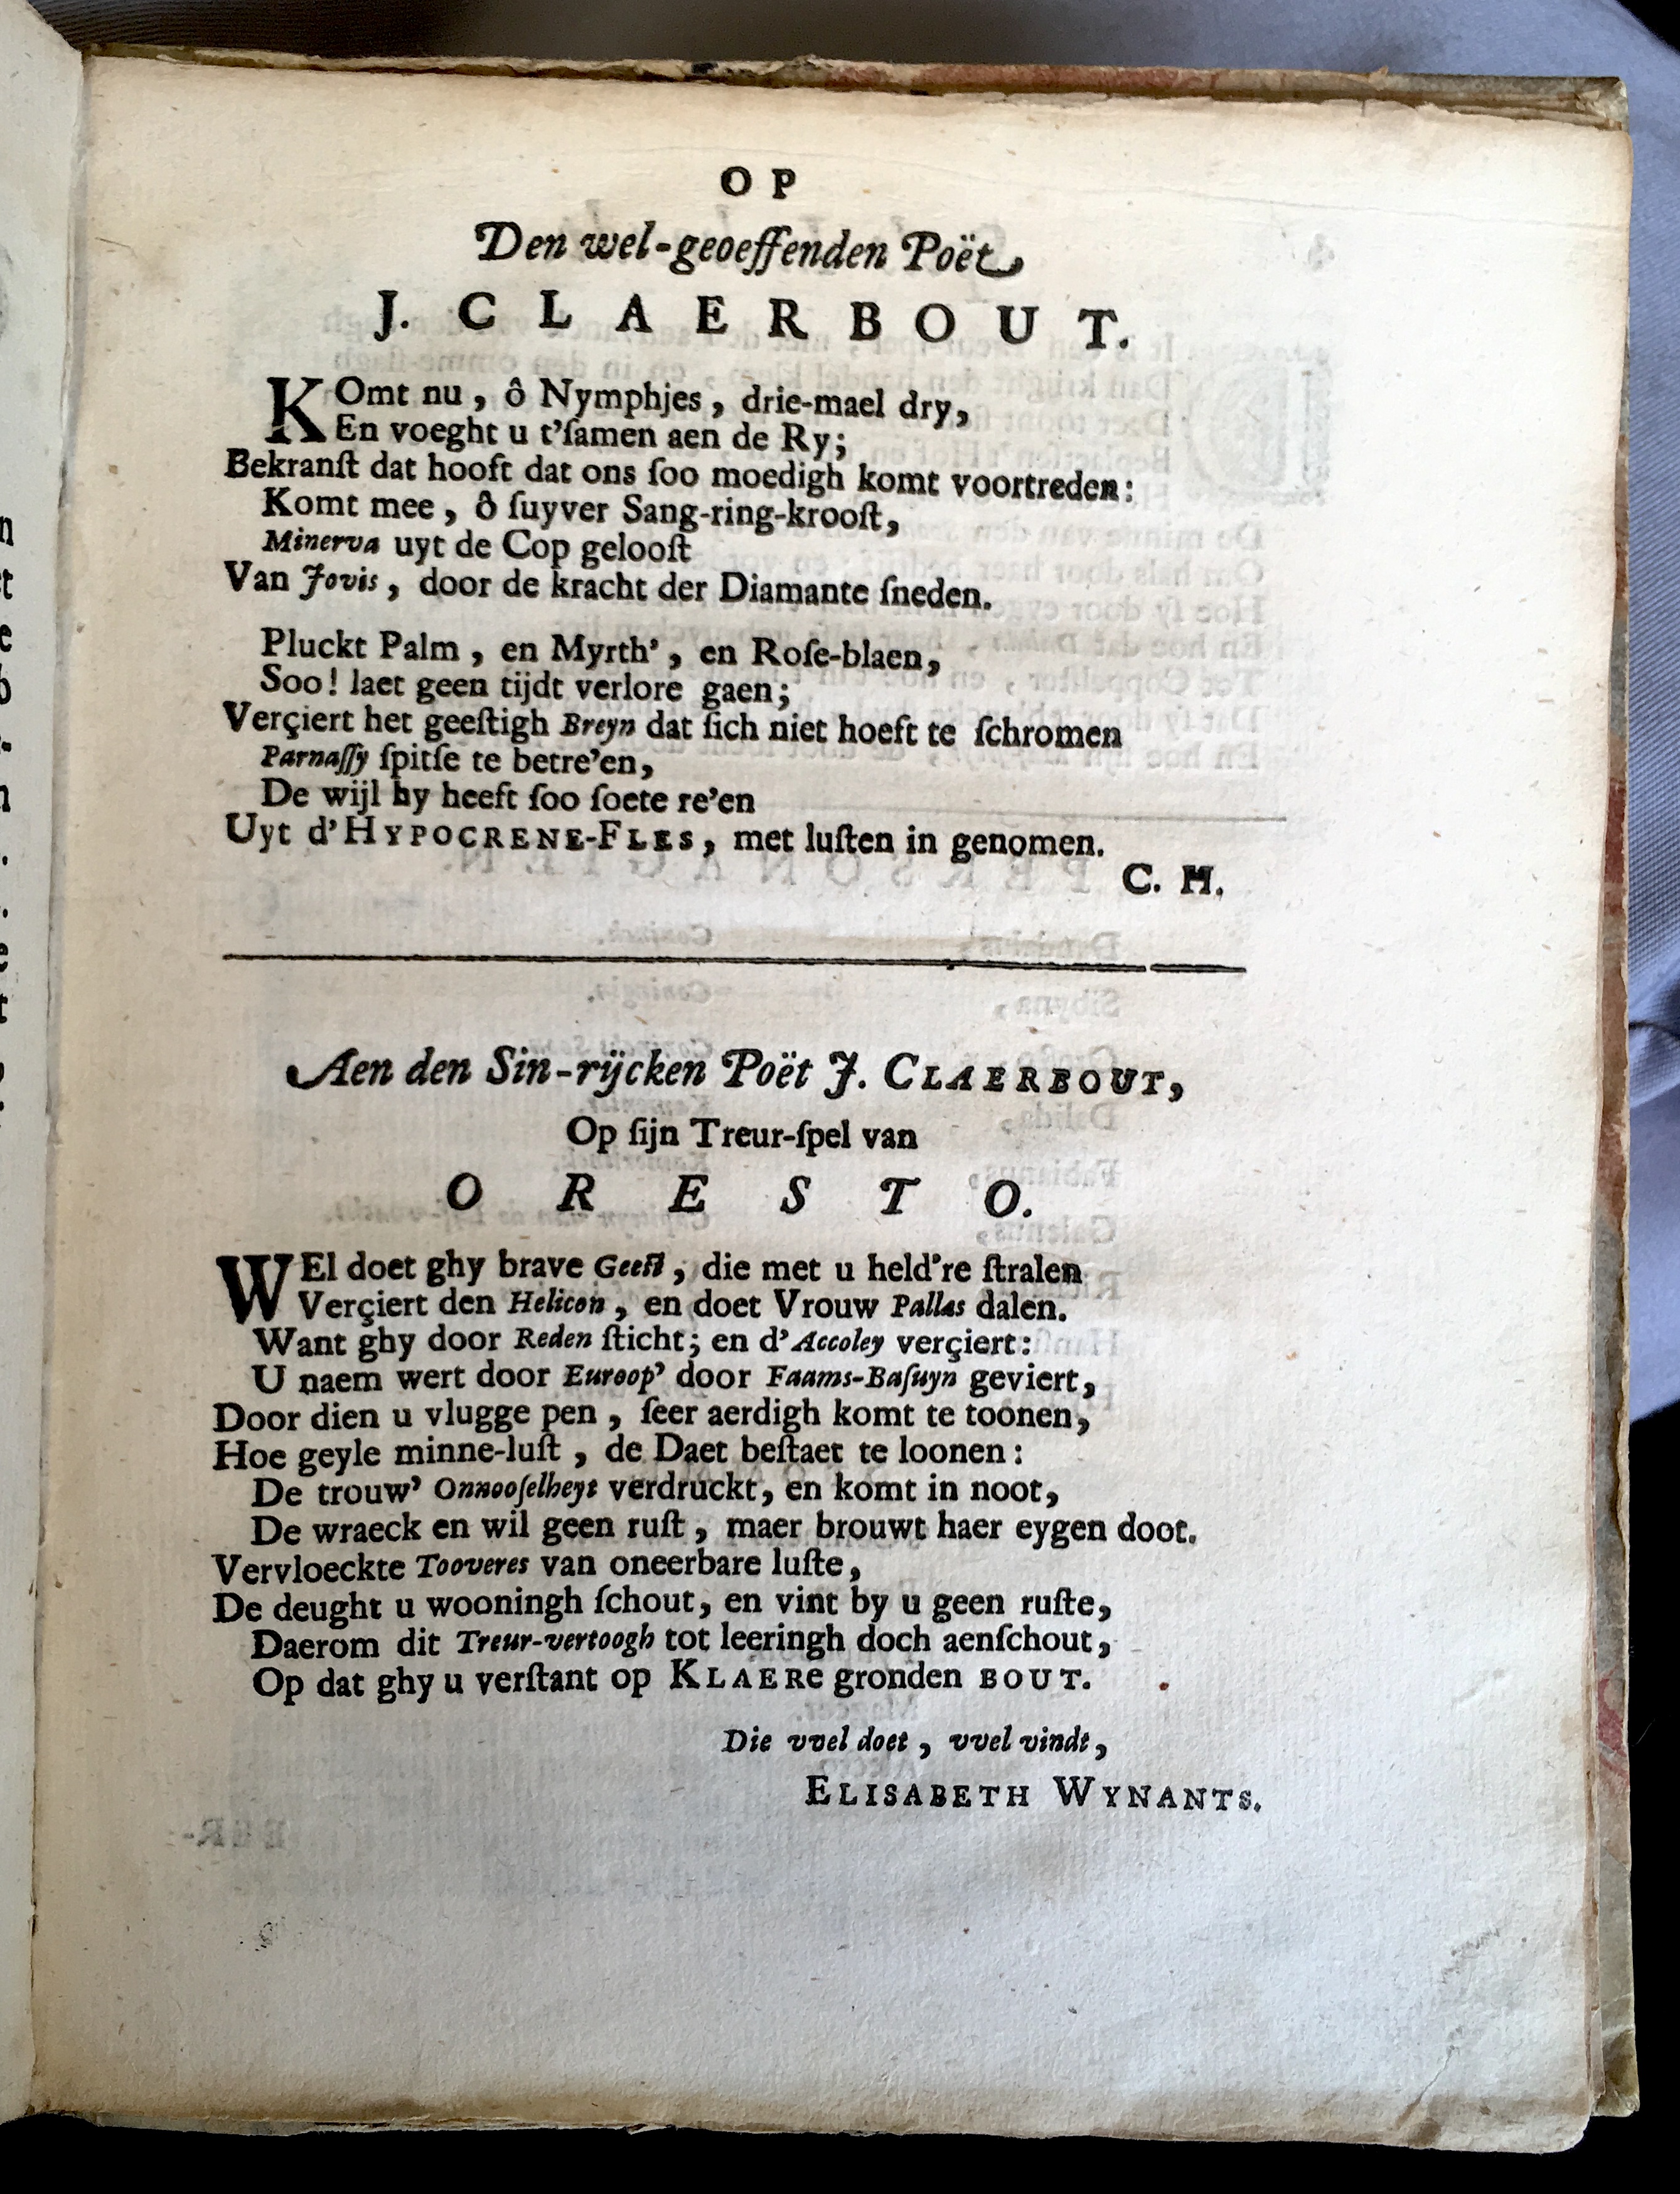 OP
Den wel-geoeffenden Poët
J. CLAERBOUT.
KOmt nu, ô Nymphjes, drie-mael dry,
En voeght u t'ſamen aen de Ry;
Bekranſt dat hooft dat ons ſoo moedigh komt voortreden:
Komt mee, ô ſuyver Sang-ring-krooſt,
Minerva uyt de Cop gelooſt
Van Jovis, door de kracht der Diamante ſneden.
Pluckt Palm, en Myrth', en Roſe-blaen,
Soo! laet geen tijdt verlore gaen;
Verçiert het geeſtigh Breyn dat ſich niet hoeft te ſchromen
Parnaſſy ſpitſe te betre'en,
De wijl hy heeft ſoo ſoete re'en
Uyt d'HYPOCRENE-FLES, met luſten in genomen.
C. H.
Aen den Sin-rijcken Poët J. CLAERBOUT,
Op ſijn Treur-ſpel van
ORESTO.
WEl doet ghy brave Geeſt, die met u held're ſtralen
Verçiert den Helicon, en doet Vrouw Pallas dalen.
Want ghy door Reden ſticht; en d'Accoley verçiert:
U naem wert door Euroop' door Faams-Baſuyn geviert,
Door dien u vlugge pen, ſeer aerdigh komt te toonen,
Hoe geyle minne-luſt, de Daet beſtaet te loonen:
De trouw' Onnooſelheyt verdruckt, en komt in noot,
De wraeck en wil geen ruſt, maer brouwt haer eygen doot.
Vervloeckte Tooveres van oneerbare luſte,
De deught u wooningh ſchout, en vint by u geen ruſte,
Daerom dit Treur-vertoogh tot leeringh doch aenſchout,
Op dat ghy u verſtant op KLAERe gronden BOUT.
Die vvel doet, vvel vindt,
ELISABETH WYNANTS.